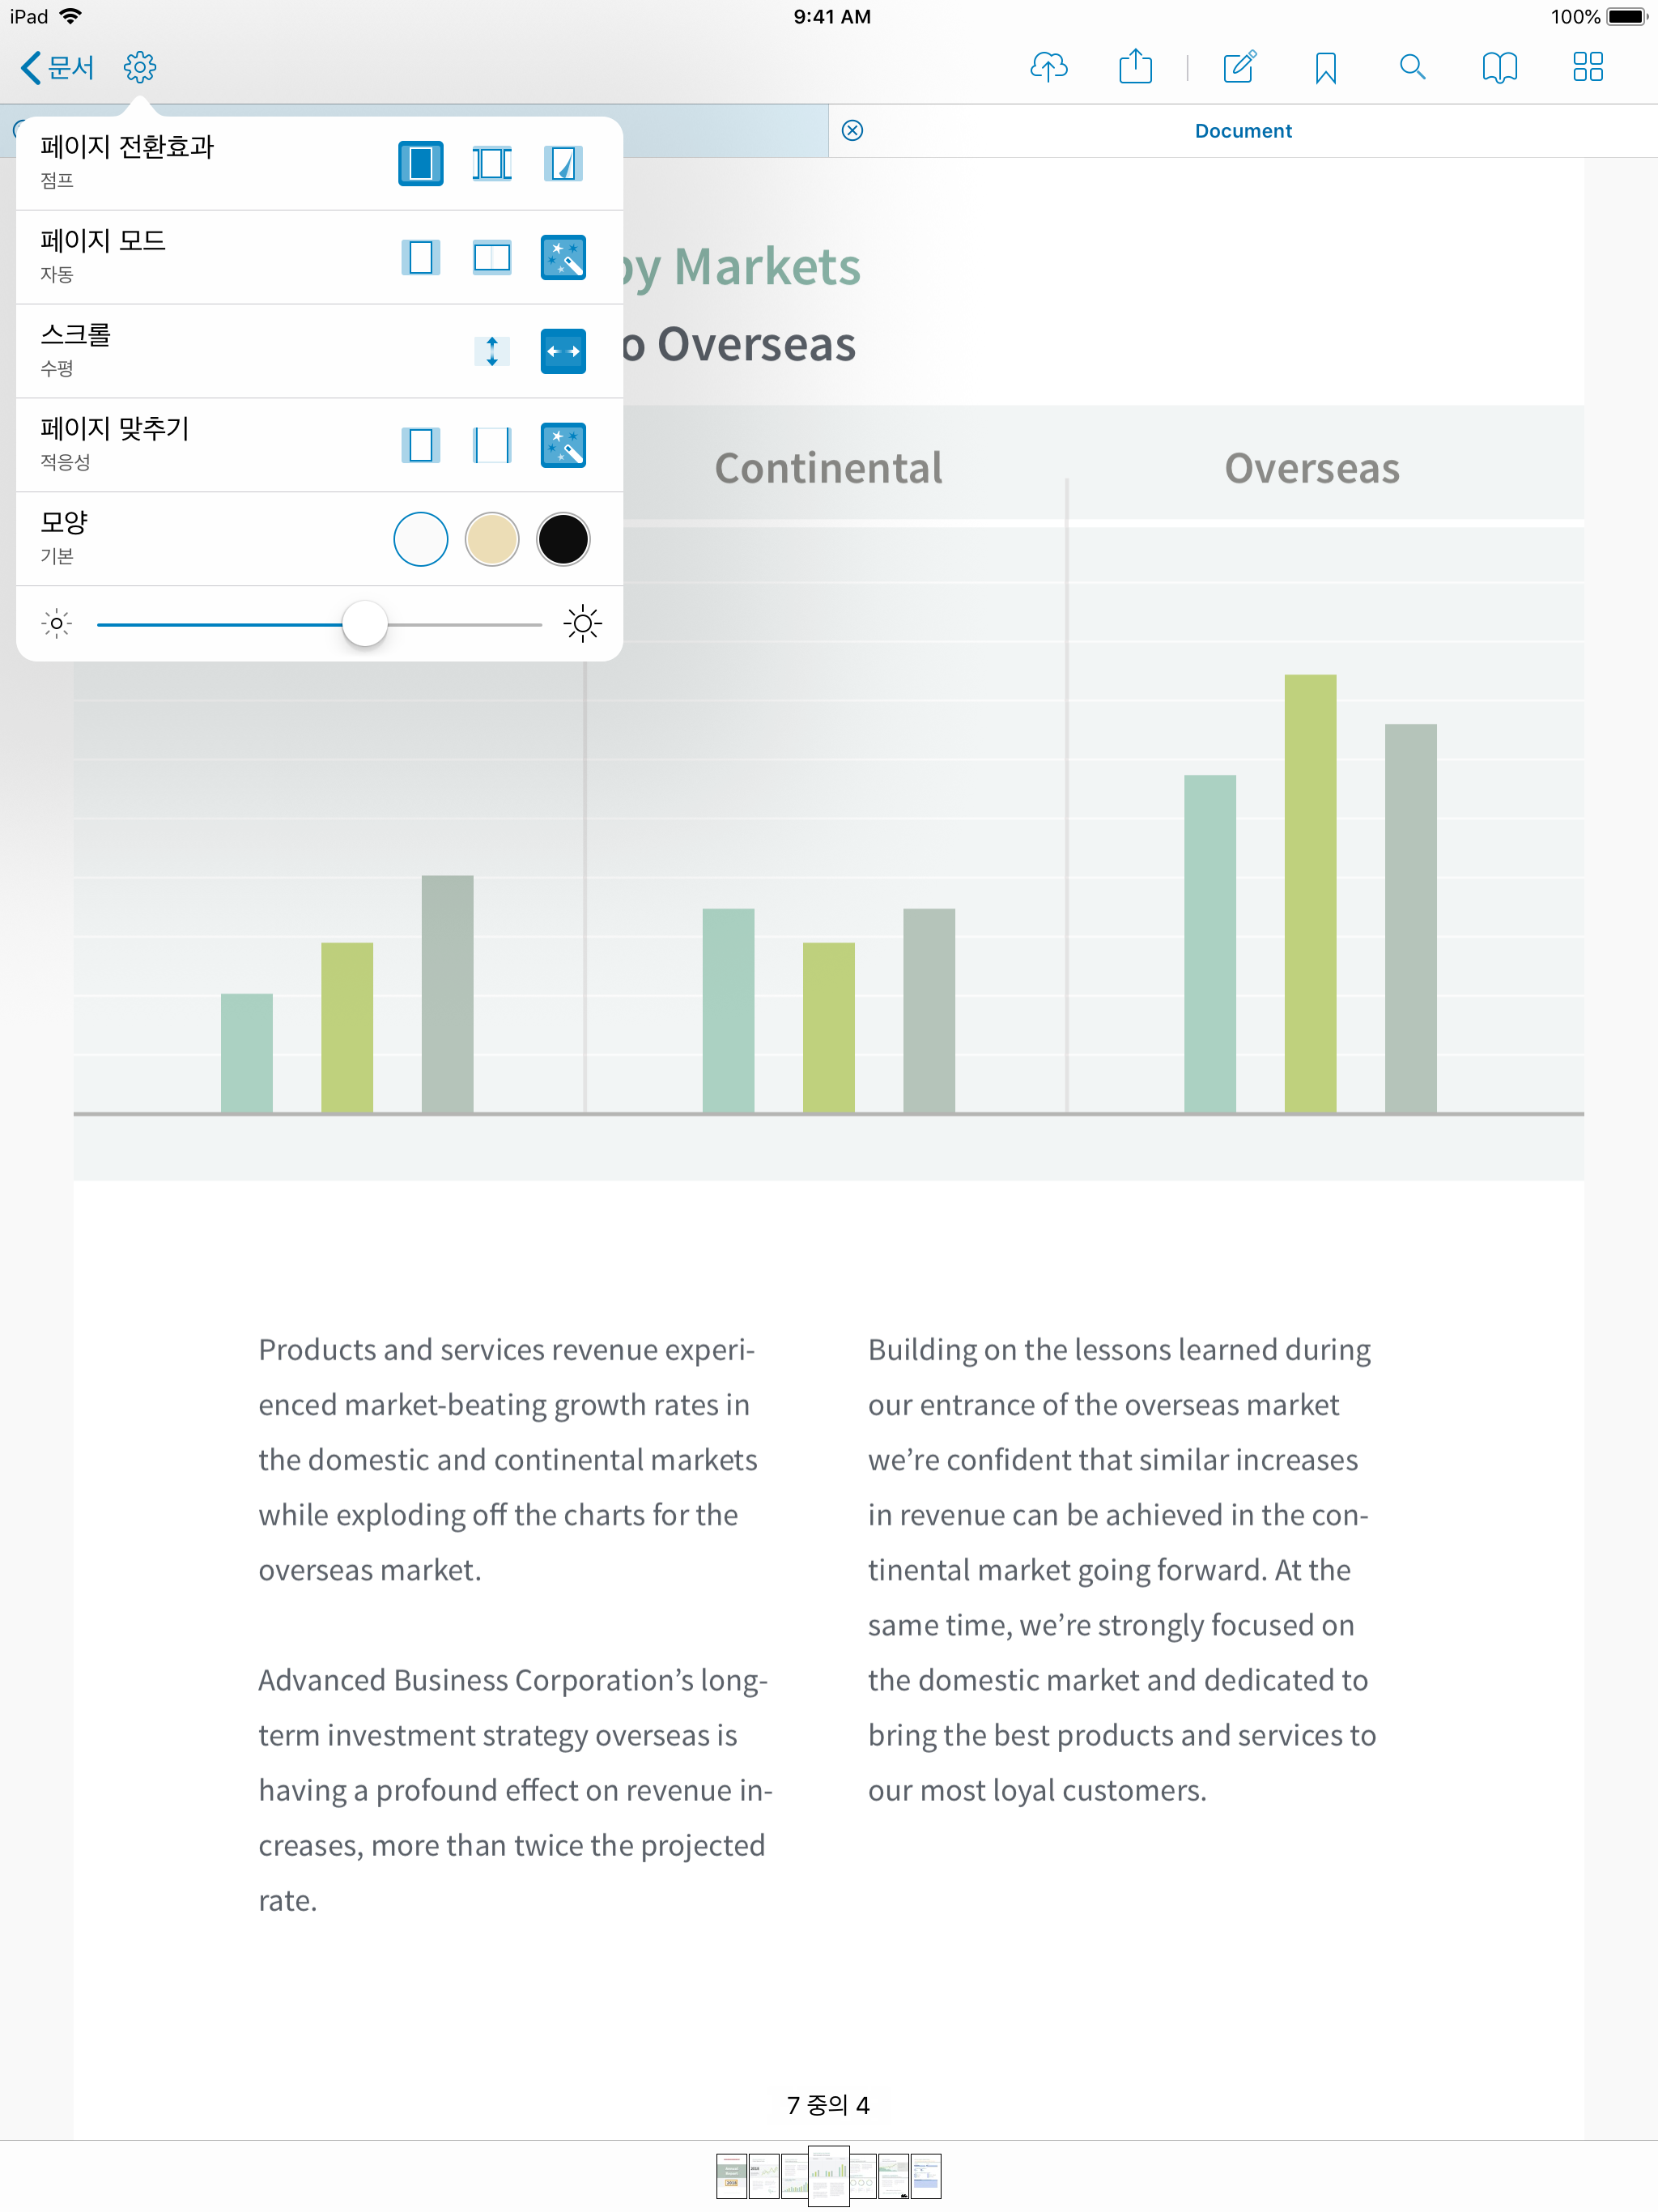 iPad
9:41 AM
100%
문서
Document
페이지 전환효과
점프
페이지 모드
자동
스크롤
수평
페이지 맞추기
적응성
모양
기본
by Markets
o Overseas
Continental
Overseas
Products and services revenue experi-
enced market-beating growth rates in
the domestic and continental markets
while exploding off the charts for the
overseas market.
Advanced Business Corporation’s long-
term investment strategy overseas is
having a profound effect on revenue in-
creases, more than twice the projected
rate.
Building on the lessons learned during
our entrance of the overseas market
we’re confident that similar increases
in revenue can be achieved in the con-
tinental market going forward. At the
same time, we’re strongly focused on
the domestic market and dedicated to
bring the best products and services to
our most loyal customers.
7 중의 4